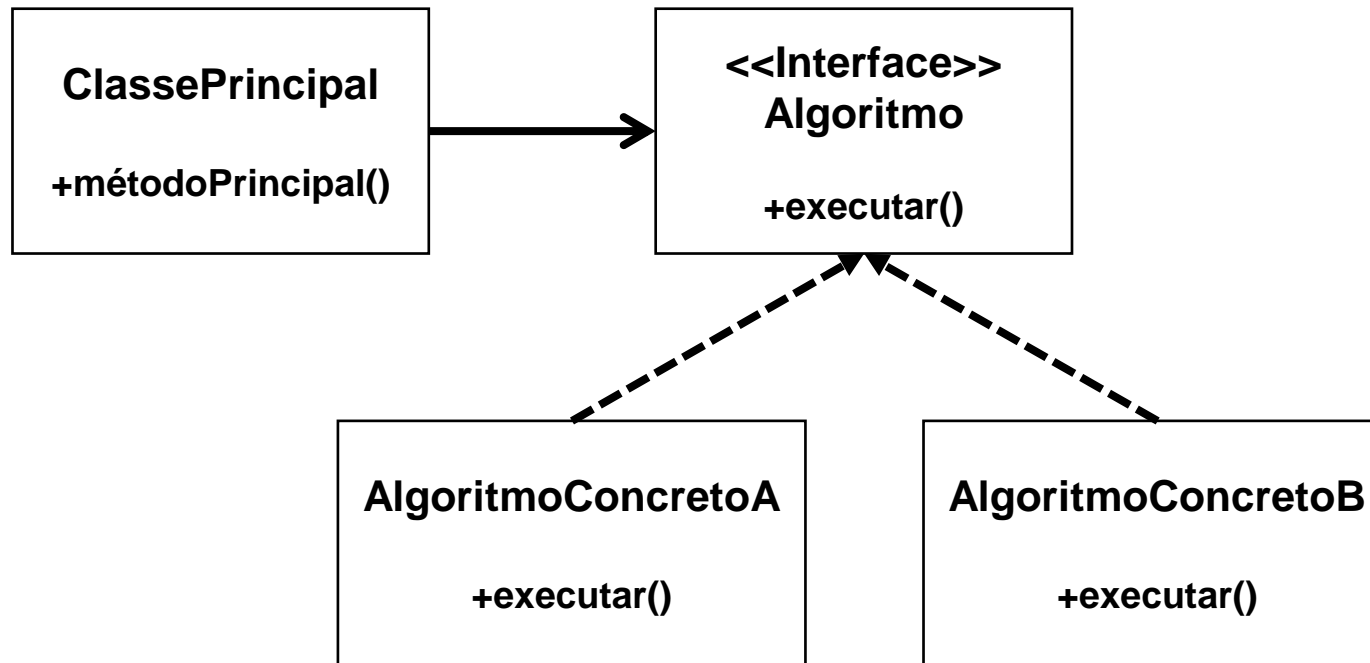 ClassePrincipal
+métodoPrincipal()
<<Interface>>
Algoritmo
+executar()
AlgoritmoConcretoA
+executar()
AlgoritmoConcretoB
+executar()